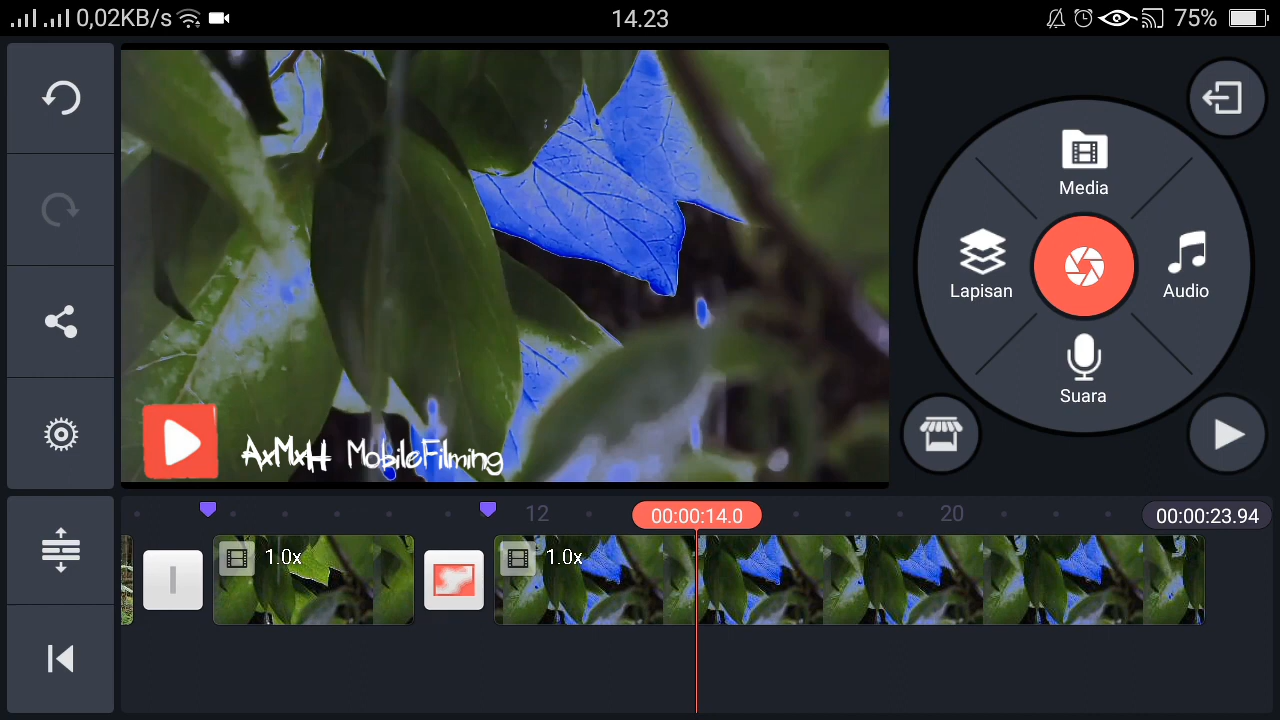 0,02KB/s
14.23
75%
Media
Lapisan
Audio
Suara
AxMxH MobileFilming
12
00:00:14.0
20
00:00:23.94
1.0x
1.0x